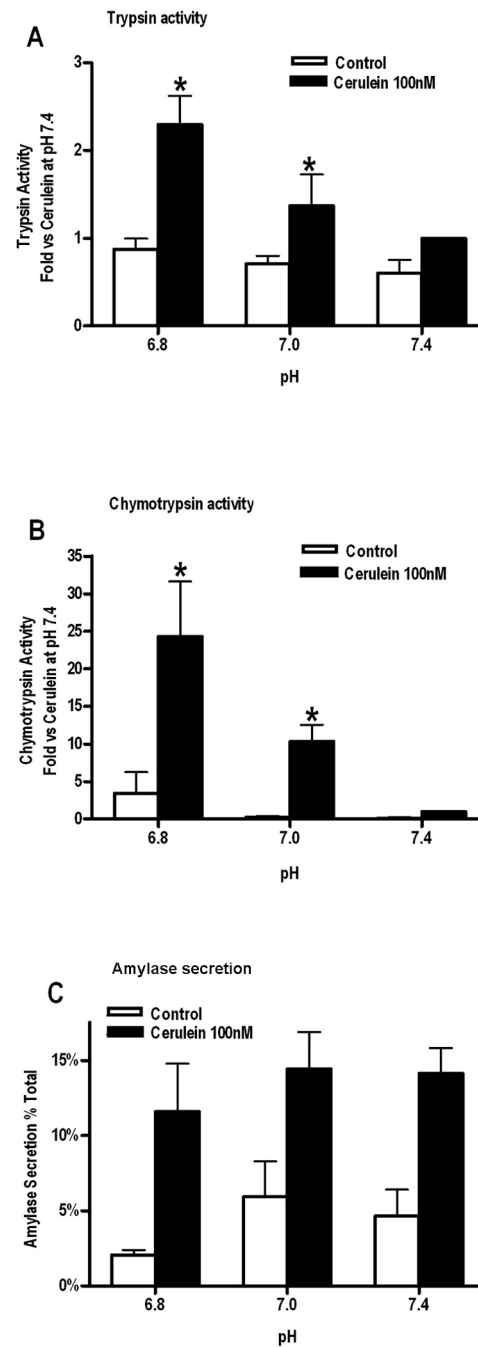 Trypsin activity
A
Control
Cerulein 100nM
Trypsin Activity
Fold vs Cerulein at pH 7.4
3
2
1
0
*
*
6.8 7.0 7.4
pH
Chymotrypsin activity
B
Control
Cerulein 100nM
Chymotrypsin Activity
Fold vs Cerulein at pH 7.4
35
30
25
20
15
10
5
0
*
*
6.8 7.0 7.4
pH
Amylase secretion
C
Control
Cerulein 100nM
Amylase Secretion % Total
15%
10%
5%
0%
6.8 7.0 7.4
pH